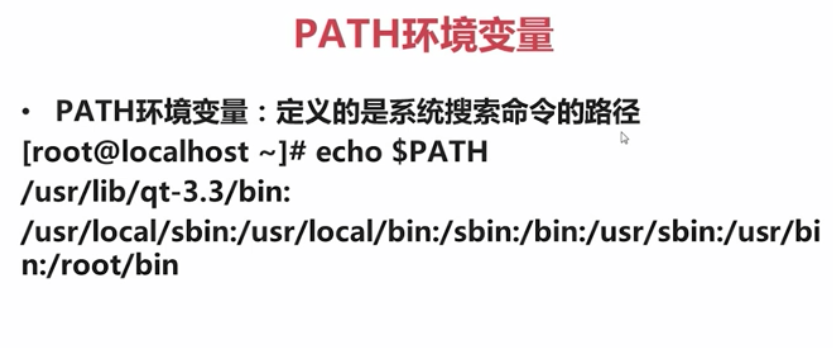 PATH环境变量
• PATH环境变量：定义的是系统搜索命令的路径
[root@localhost ~]# echo $PATH
/usr/lib/qt-3.3/bin:
/usr/local/sbin:/usr/local/bin:/sbin:/bin:/usr/sbin:/usr/bi
n:/root/bin